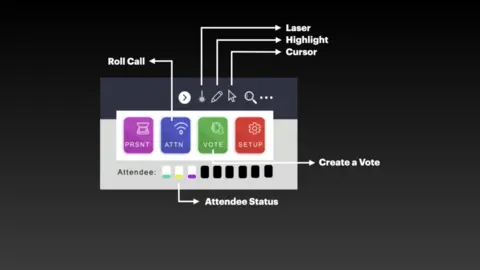 Laser
Highlight
Cursor
Roll Call
PRSNT
ATTN
VOTE
SETUP
Create a Vote
Attendee:
Attendee Status